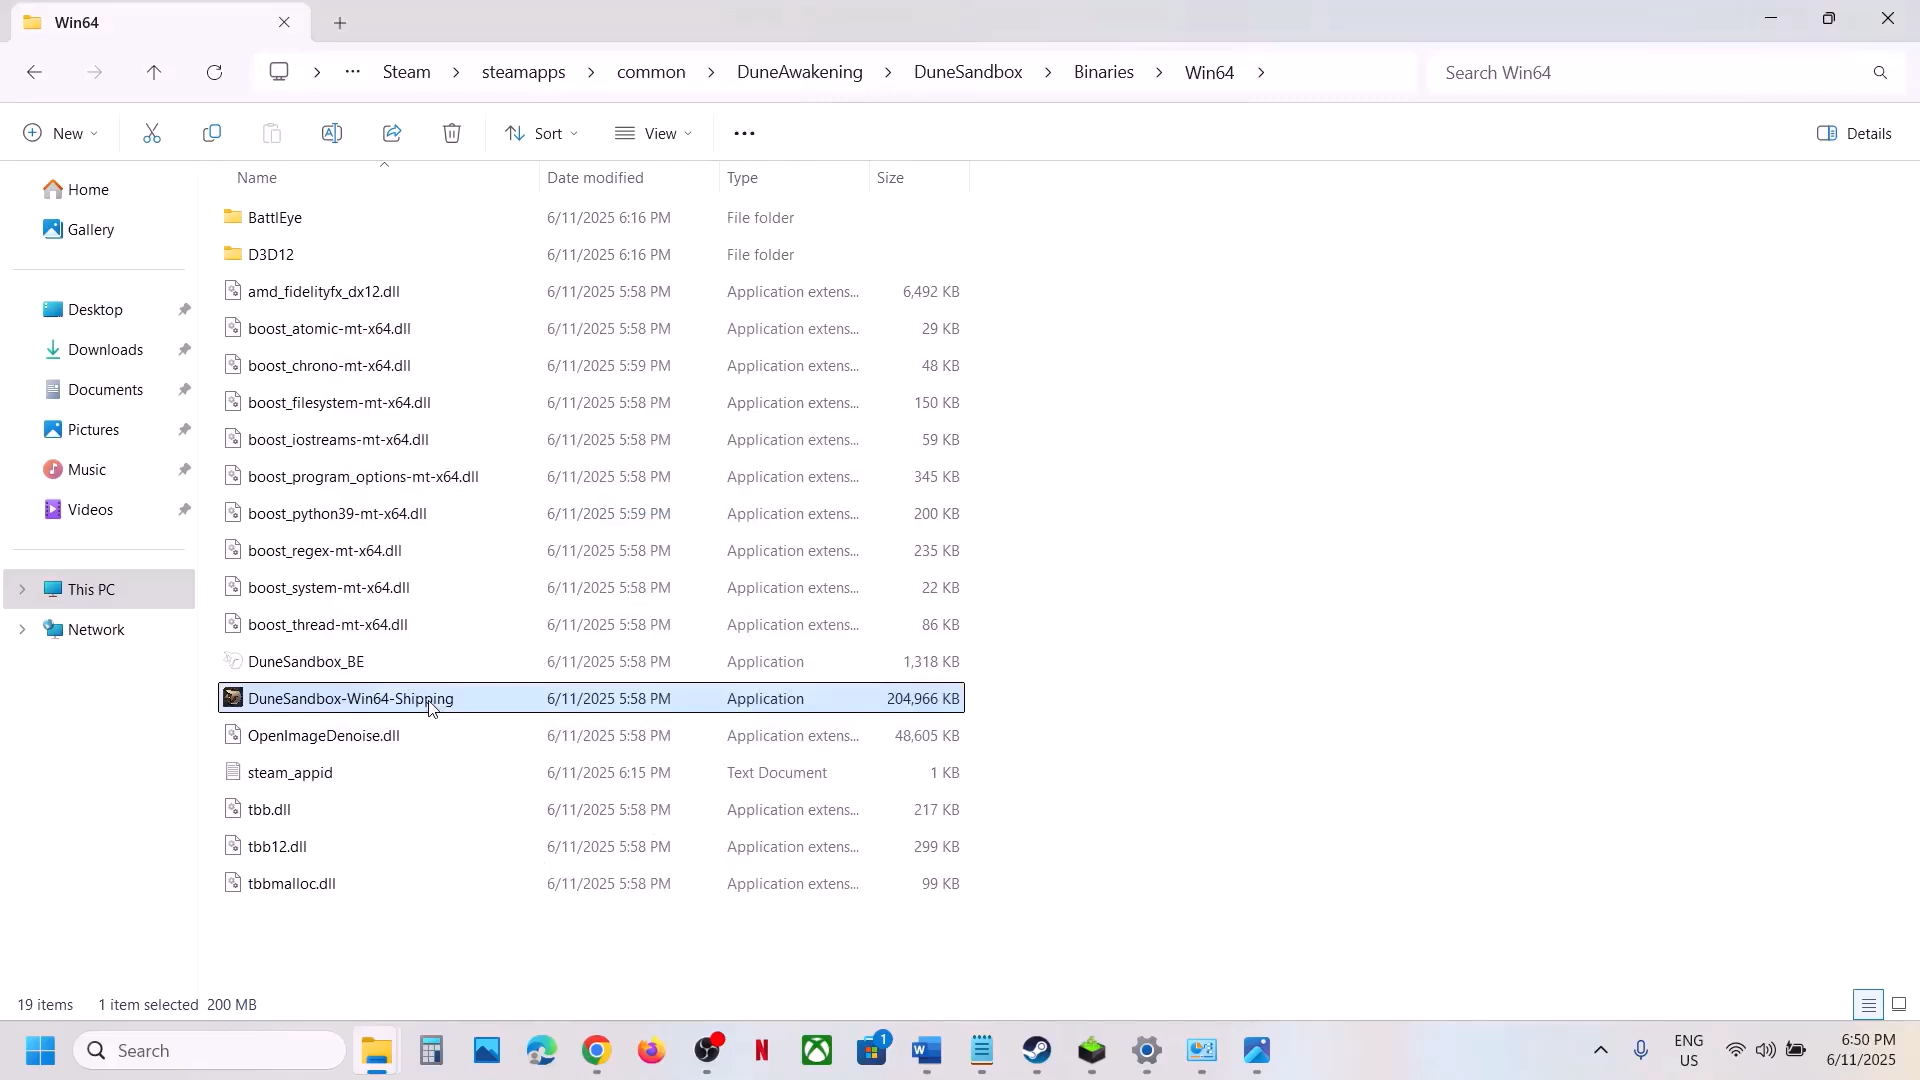 Win64
Steam
steamapps
common
DuneAwakening
DuneSandbox
Binaries
Win64
Search Win64
New
Sort
View
Details
Name
Date modified
Type
Size
Home
Gallery
Desktop
Downloads
Documents
Pictures
Music
Videos
This PC
Network
BattlEye 6/11/2025 6:16 PM File folder
D3D12 6/11/2025 6:16 PM File folder
amd_fidelityfx_dx12.dll 6/11/2025 5:58 PM Application extens... 6,492 KB
boost_atomic-mt-x64.dll 6/11/2025 5:58 PM Application extens... 29 KB
boost_chrono-mt-x64.dll 6/11/2025 5:59 PM Application extens... 48 KB
boost_filesystem-mt-x64.dll 6/11/2025 5:58 PM Application extens... 150 KB
boost_iostreams-mt-x64.dll 6/11/2025 5:58 PM Application extens... 59 KB
boost_program_options-mt-x64.dll 6/11/2025 5:58 PM Application extens... 345 KB
boost_python39-mt-x64.dll 6/11/2025 5:59 PM Application extens... 200 KB
boost_regex-mt-x64.dll 6/11/2025 5:58 PM Application extens... 235 KB
boost_system-mt-x64.dll 6/11/2025 5:58 PM Application extens... 22 KB
boost_thread-mt-x64.dll 6/11/2025 5:58 PM Application extens... 86 KB
DuneSandbox_BE 6/11/2025 5:58 PM Application 1,318 KB
DuneSandbox-Win64-Shipping 6/11/2025 5:58 PM Application 204,966 KB
OpenImageDenoise.dll 6/11/2025 5:58 PM Application extens... 48,605 KB
steam_appid 6/11/2025 6:15 PM Text Document 1 KB
tbb.dll 6/11/2025 5:58 PM Application extens... 217 KB
tbb12.dll 6/11/2025 5:58 PM Application extens... 299 KB
tbbmalloc.dll 6/11/2025 5:58 PM Application extens... 99 KB
19 items 1 item selected 200 MB
Search
1
ENG
US
6:50 PM
6/11/2025